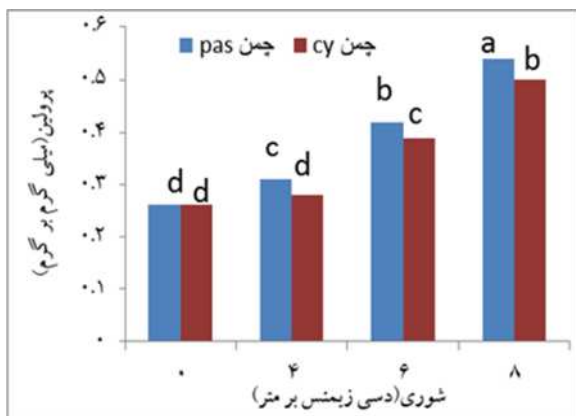 ۰.۶
۰.۵
۰.۴
۰.۳
۰.۲
۰.۱
۰
پرولین(میلی گرم بر گرم)
چمن pas
چمن cy
d d
c d
b c
a b
۰ ۴ ۶ ۸
شوری(دسی زیمنس بر متر)